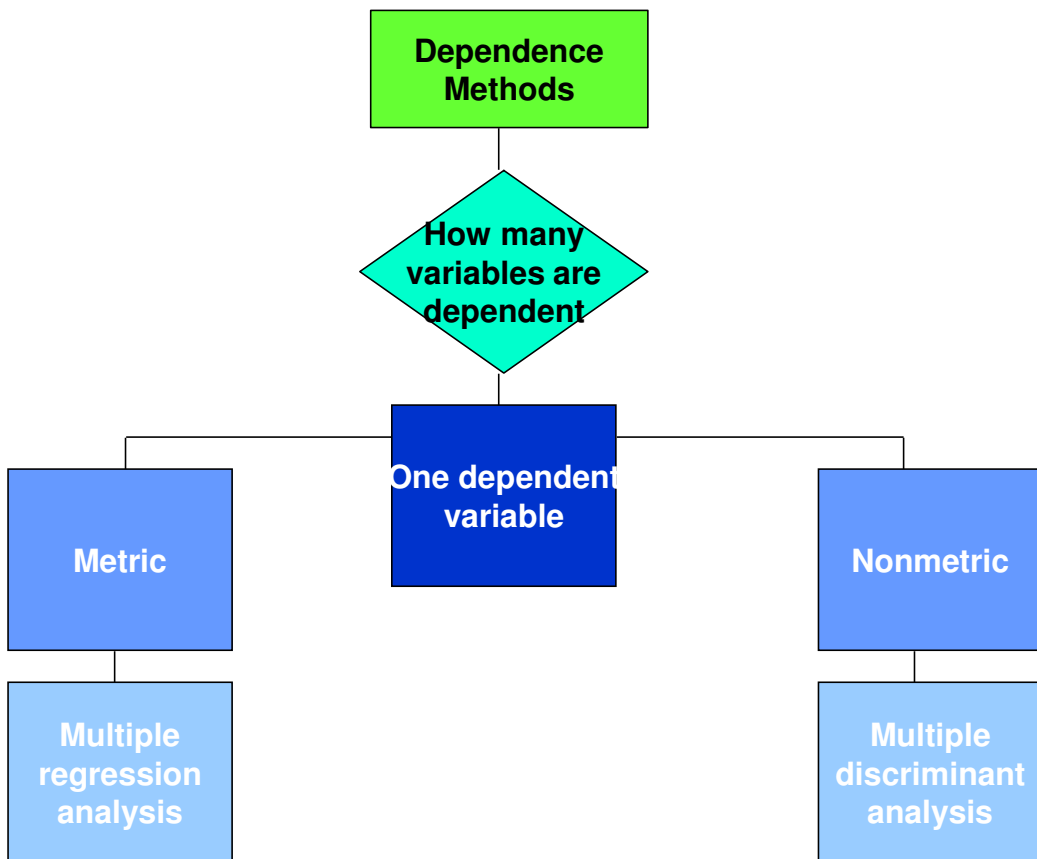 Dependence
Methods
How many
variables are
dependent
One dependent
variable
Metric
Nonmetric
Multiple
regression
analysis
Multiple
discriminant
analysis